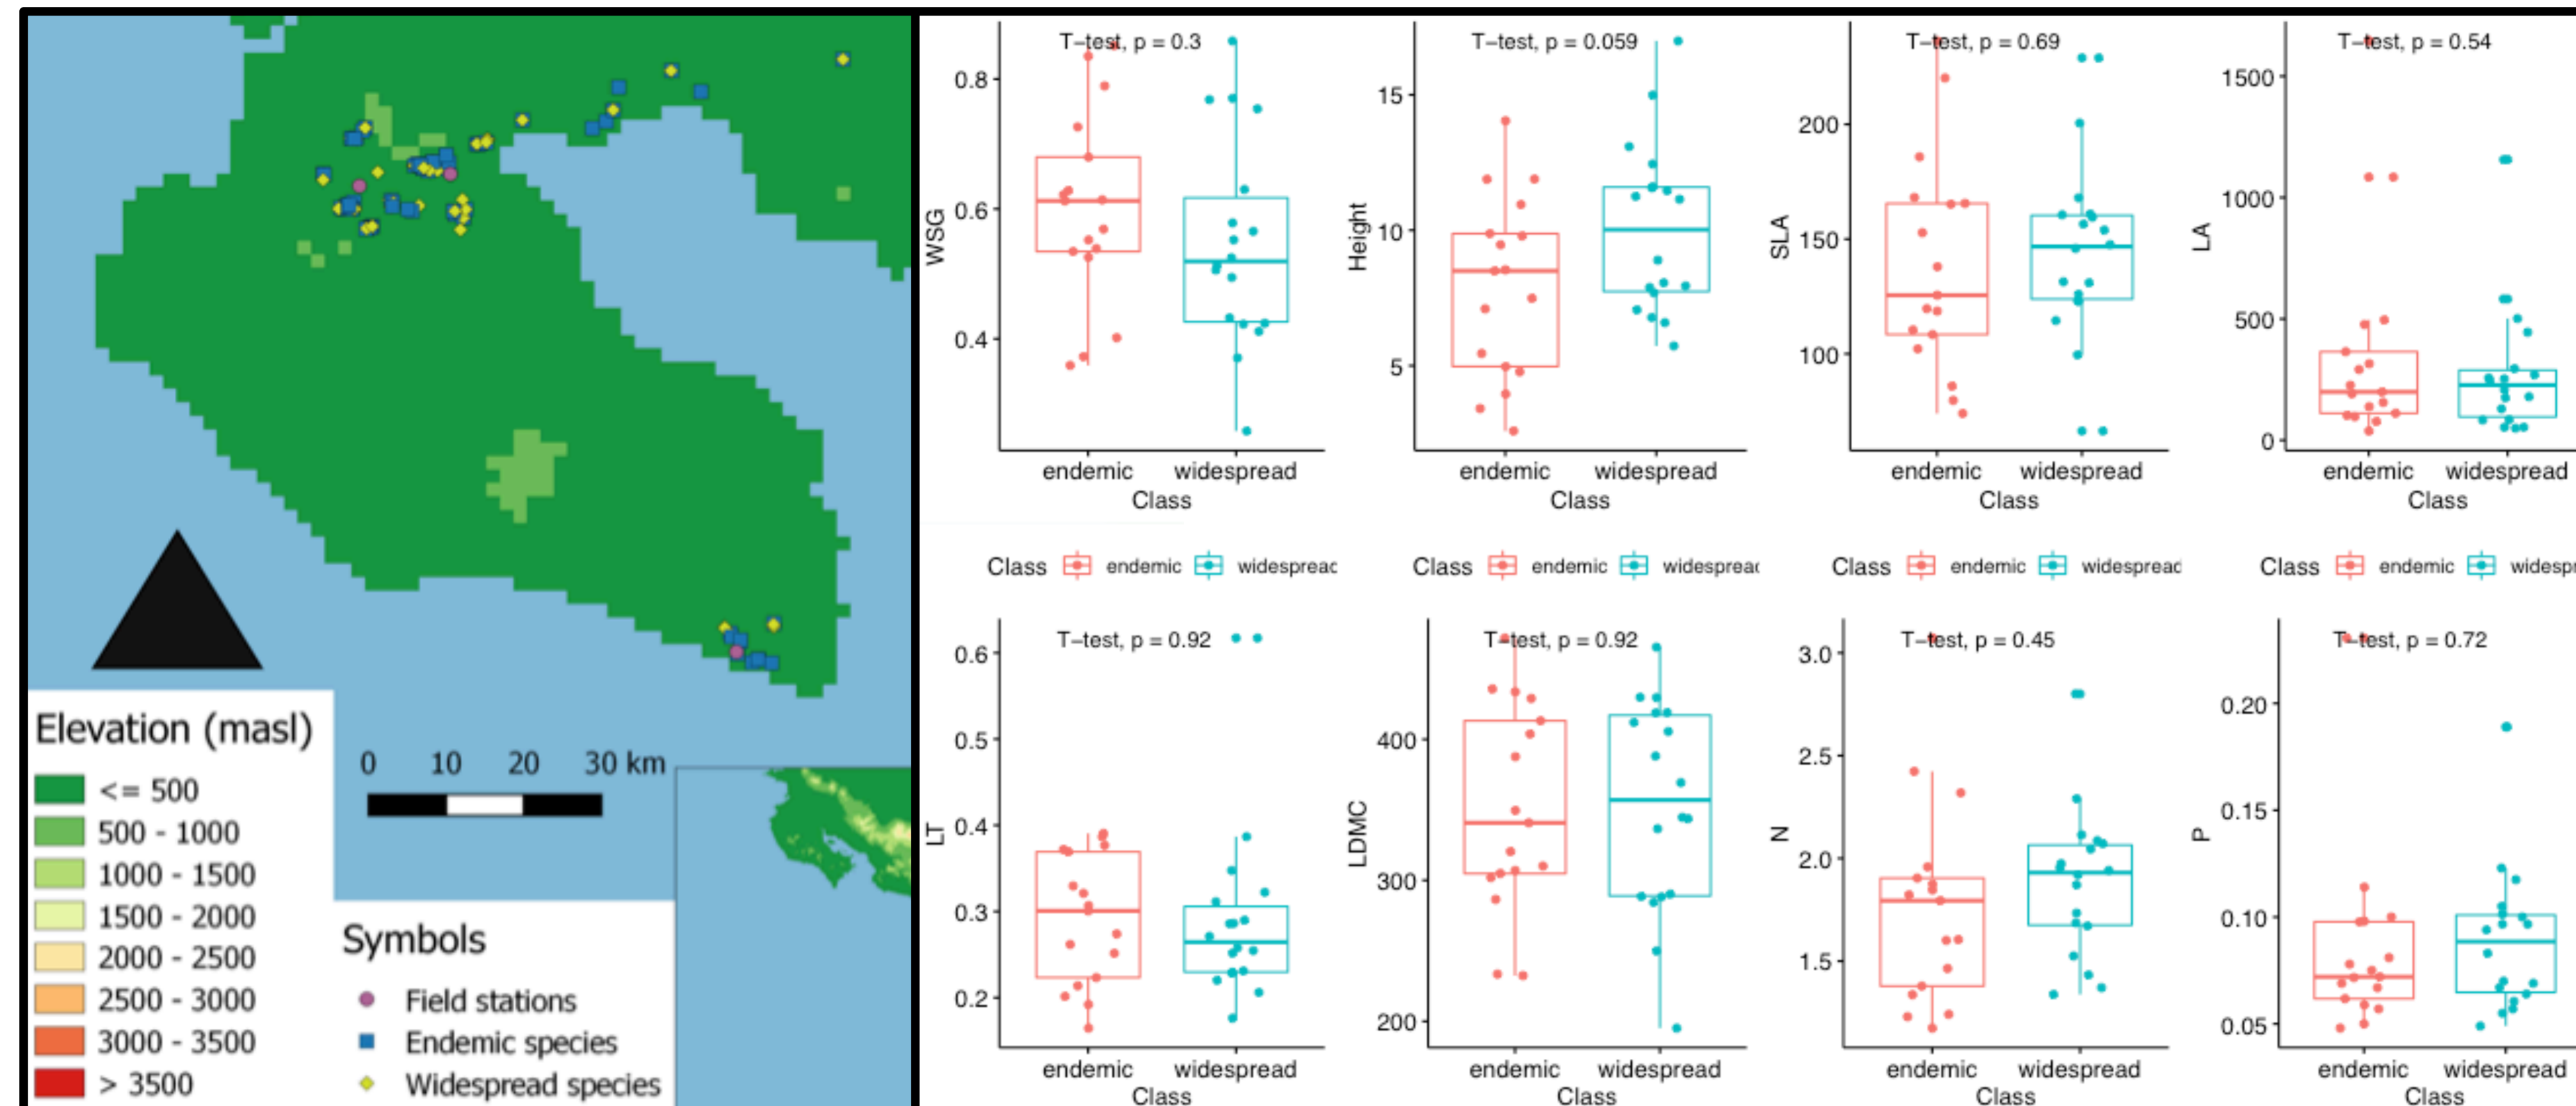 Elevation (masl)
<= 500
500 - 1000
1000 - 1500
1500 - 2000
2000 - 2500
2500 - 3000
3000 - 3500
> 3500
0 10 20 30 km
Symbols
Field stations
Endemic species
Widespread species
T-test, p = 0.3
WSG
0.8
0.6
0.4
endemic widespread
Class
Class endemic widespread
T-test, p = 0.059
Height
15
10
5
endemic widespread
Class
Class endemic widespread
T-test, p = 0.69
SLA
200
150
100
endemic widespread
Class
Class endemic widespread
T-test, p = 0.54
LA
1500
1000
500
0
endemic widespread
Class
Class endemic widespr
T-test, p = 0.92
LT
0.6
0.5
0.4
0.3
0.2
endemic widespread
Class
T-test, p = 0.92
LDMC
400
300
200
endemic widespread
Class
T-test, p = 0.45
N
3.0
2.5
2.0
1.5
endemic widespread
Class
T-test, p = 0.72
P
0.20
0.15
0.10
0.05
endemic widespread
Class